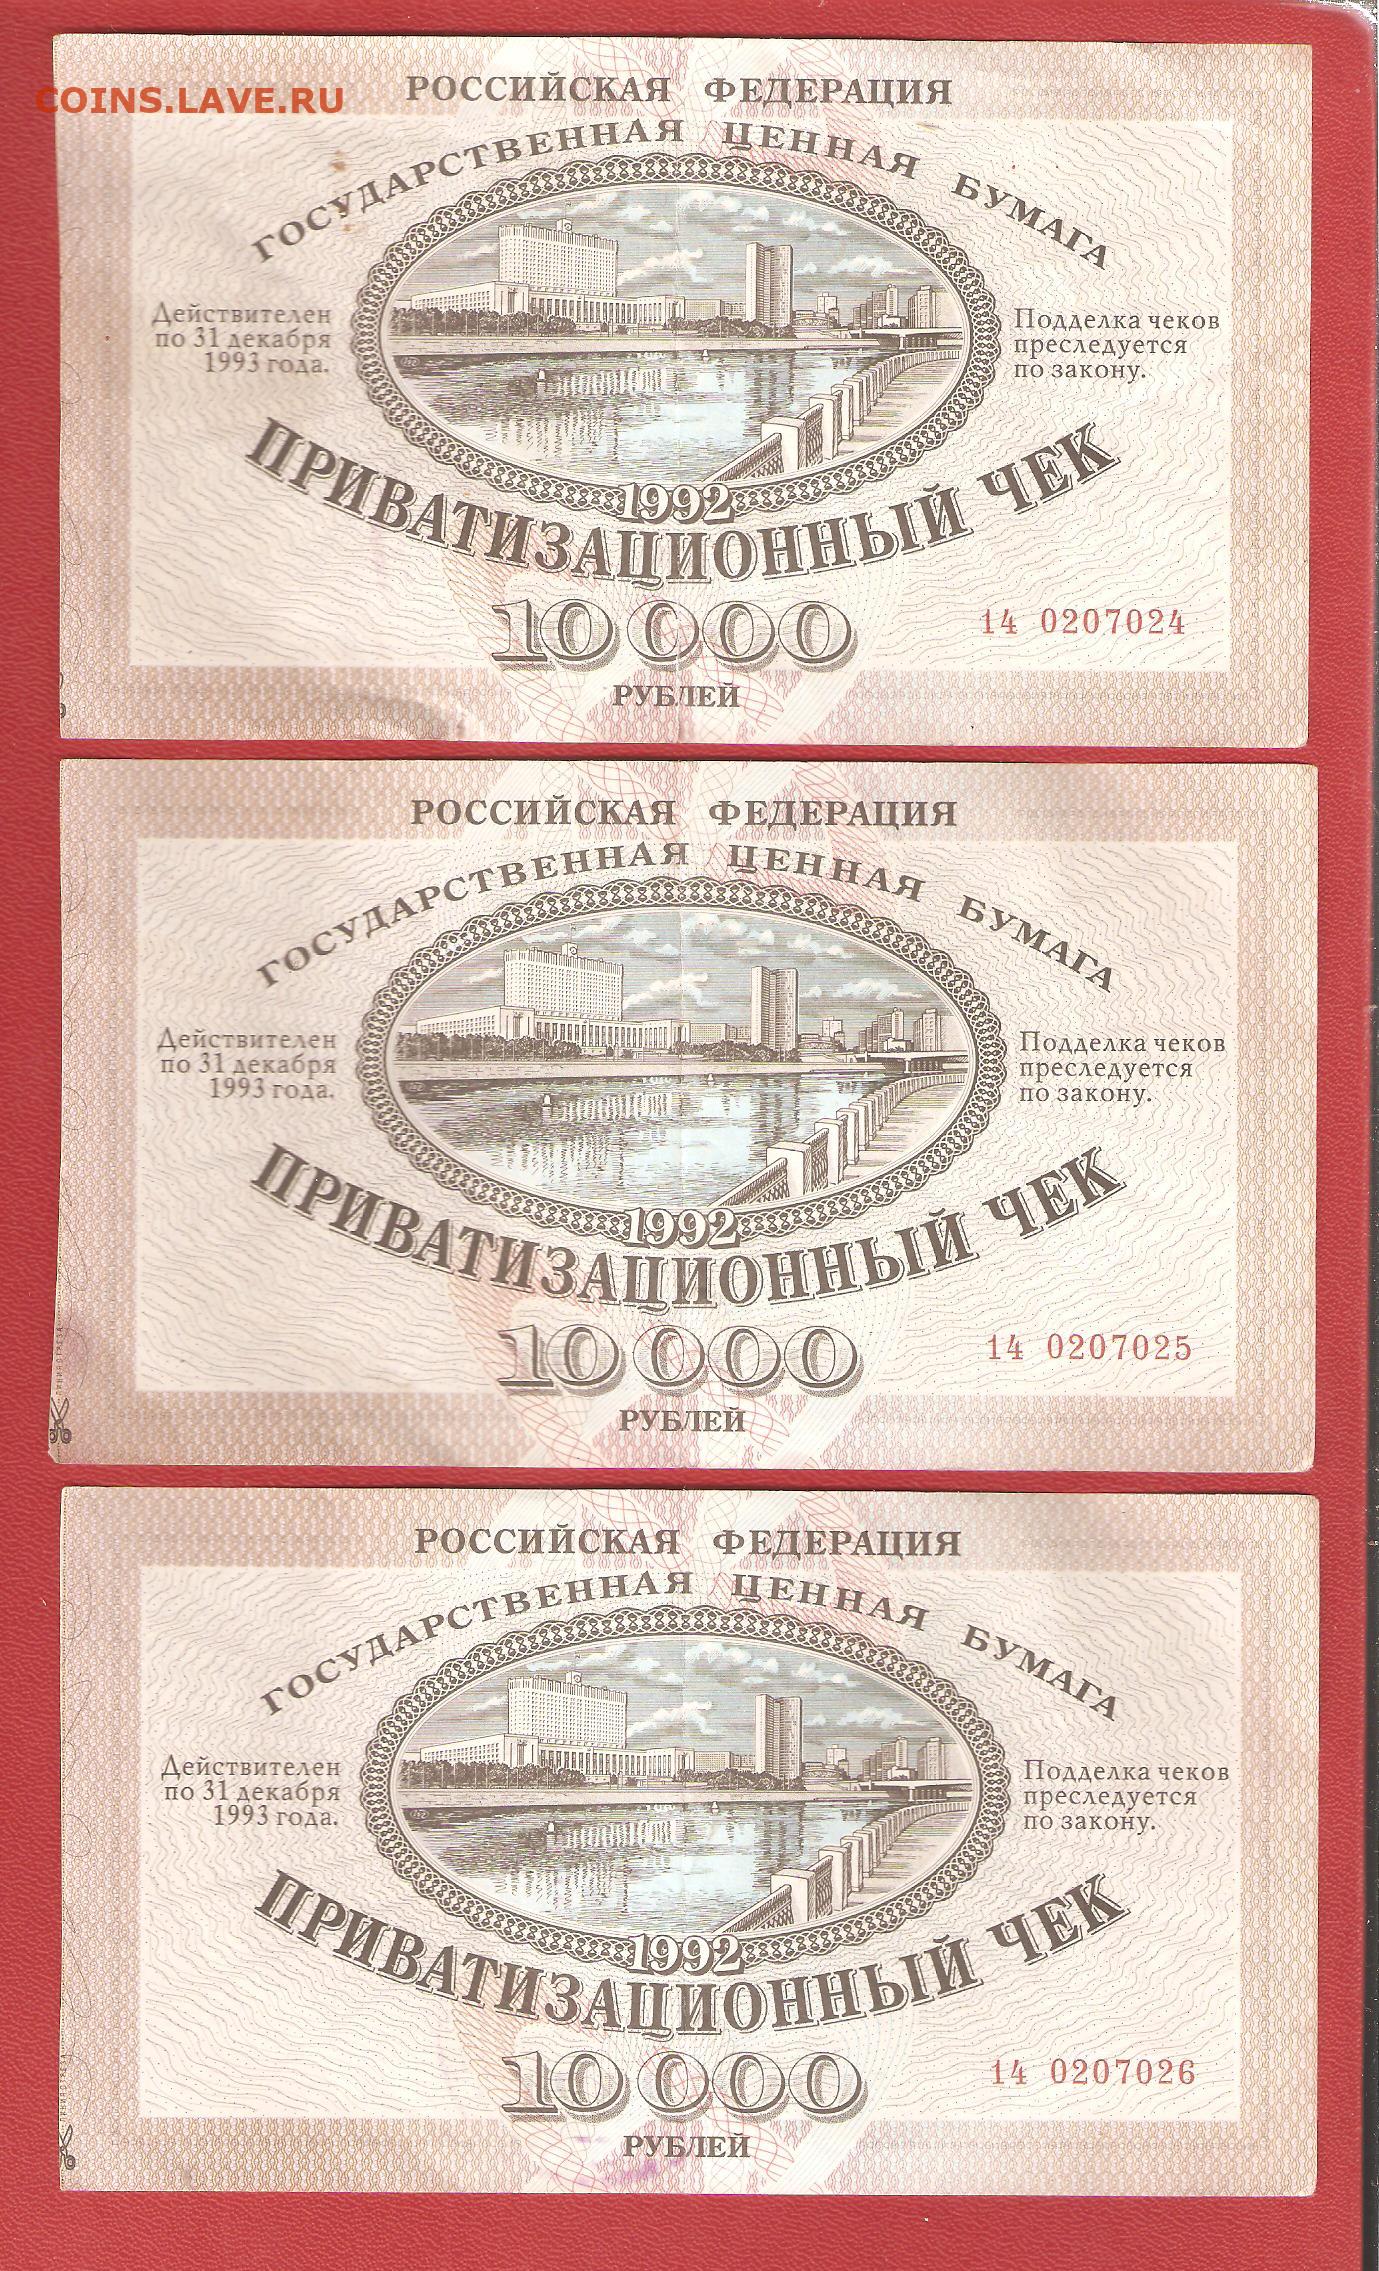 COINS.LAVE.RU
РОССИЙСКАЯ ФЕДЕРАЦИЯ
ГОСУДАРСТВЕННАЯ ЦЕННАЯ БУМАГА
Действителен
по 31 декабря
1993 года.
Подделка чеков
преследуется
по закону.
1992
ПРИВАТИЗАЦИОННЫЙ ЧЕК
10 000
14 0207024
РУБЛЕЙ
РОССИЙСКАЯ ФЕДЕРАЦИЯ
ГОСУДАРСТВЕННАЯ ЦЕННАЯ БУМАГА
Действителен
по 31 декабря
1993 года.
Подделка чеков
преследуется
по закону.
1992
ПРИВАТИЗАЦИОННЫЙ ЧЕК
10 000
14 0207025
РУБЛЕЙ
РОССИЙСКАЯ ФЕДЕРАЦИЯ
ГОСУДАРСТВЕННАЯ ЦЕННАЯ БУМАГА
Действителен
по 31 декабря
1993 года.
Подделка чеков
преследуется
по закону.
1992
ПРИВАТИЗАЦИОННЫЙ ЧЕК
10 000
14 0207026
РУБЛЕЙ